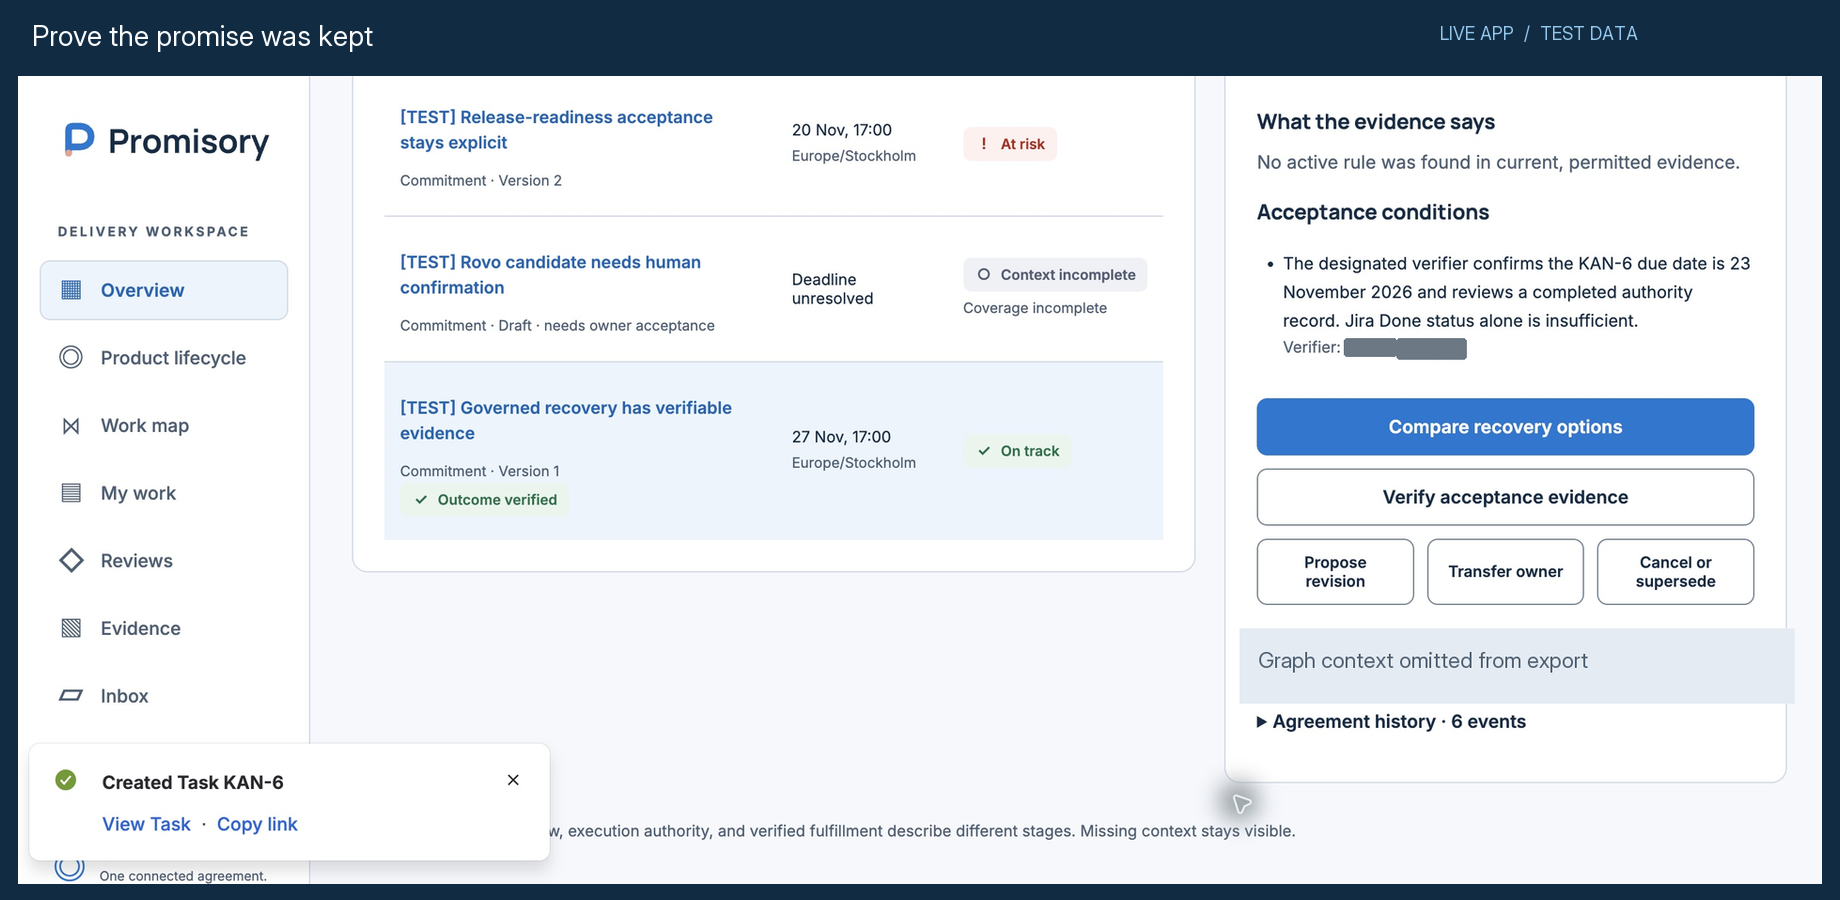 Prove the promise was kept
LIVE APP / TEST DATA
Promisory
DELIVERY WORKSPACE
Overview
Product lifecycle
Work map
My work
Reviews
Evidence
Inbox
Created Task KAN-6
View Task · Copy link
One connected agreement.
[TEST] Release-readiness acceptance
stays explicit
Commitment · Version 2
20 Nov, 17:00
Europe/Stockholm
! At risk
[TEST] Rovo candidate needs human
confirmation
Commitment · Draft · needs owner acceptance
Deadline
unresolved
Context incomplete
Coverage incomplete
[TEST] Governed recovery has verifiable
evidence
Commitment · Version 1
Outcome verified
27 Nov, 17:00
Europe/Stockholm
On track
execution authority, and verified fulfillment describe different stages. Missing context stays visible.
What the evidence says
No active rule was found in current, permitted evidence.
Acceptance conditions
• The designated verifier confirms the KAN-6 due date is 23
November 2026 and reviews a completed authority
record. Jira Done status alone is insufficient.
Verifier:
Compare recovery options
Verify acceptance evidence
Propose
revision
Transfer owner
Cancel or
supersede
Graph context omitted from export
Agreement history · 6 events